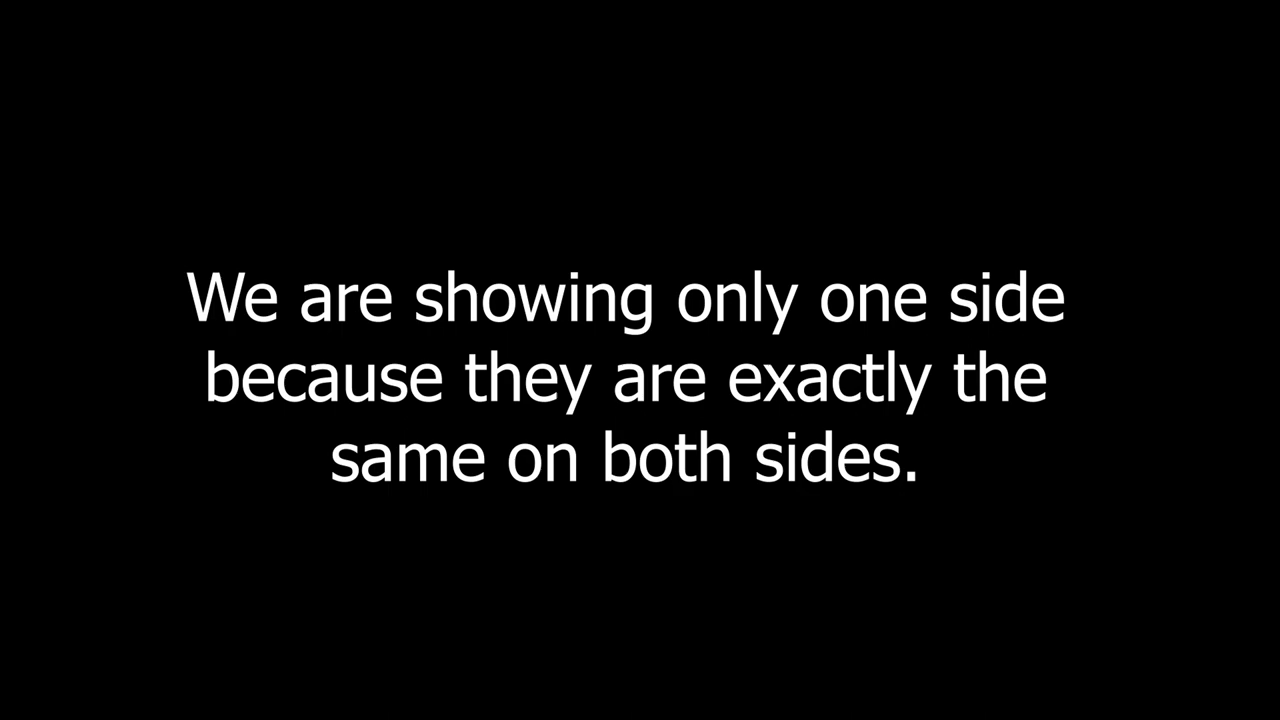 We are showing only one side
because they are exactly the
same on both sides.